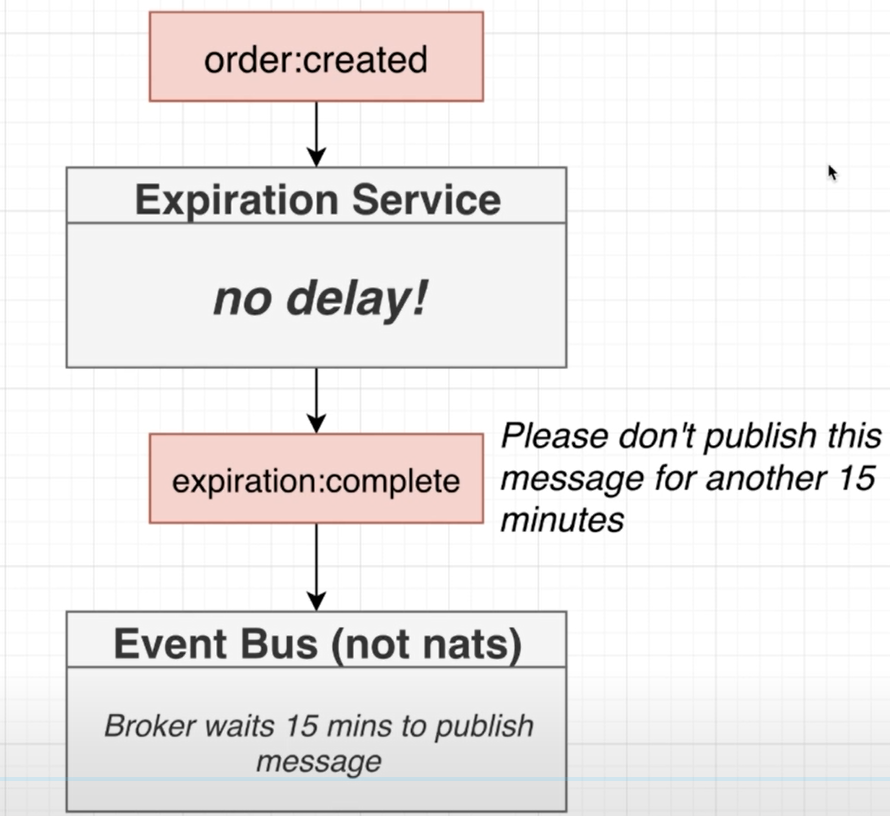 order:created
Expiration Service
no delay!
expiration:complete
Please don't publish this
message for another 15
minutes
Event Bus (not nats)
Broker waits 15 mins to publish
message